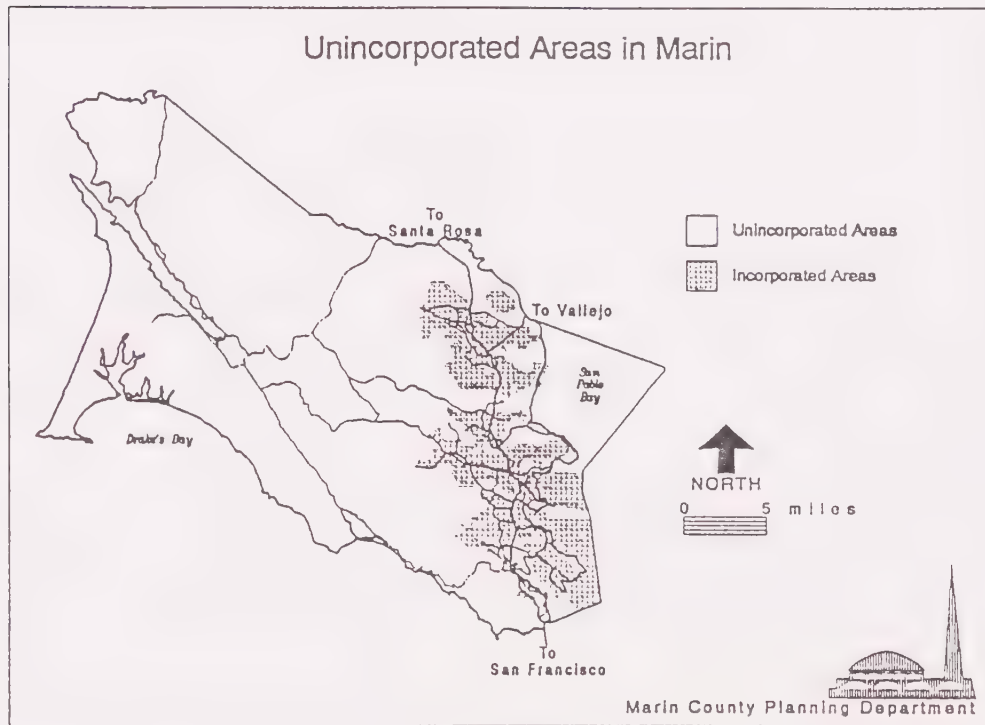 Unincorporated Areas in Marin
To
Santa Rosa
Unincorporated Areas
Incorporated Areas
To Vallejo
San
Pablo
Bay
Drake's Bay
NORTH
0 5 miles
To
San Francisco
Marin County Planning Department